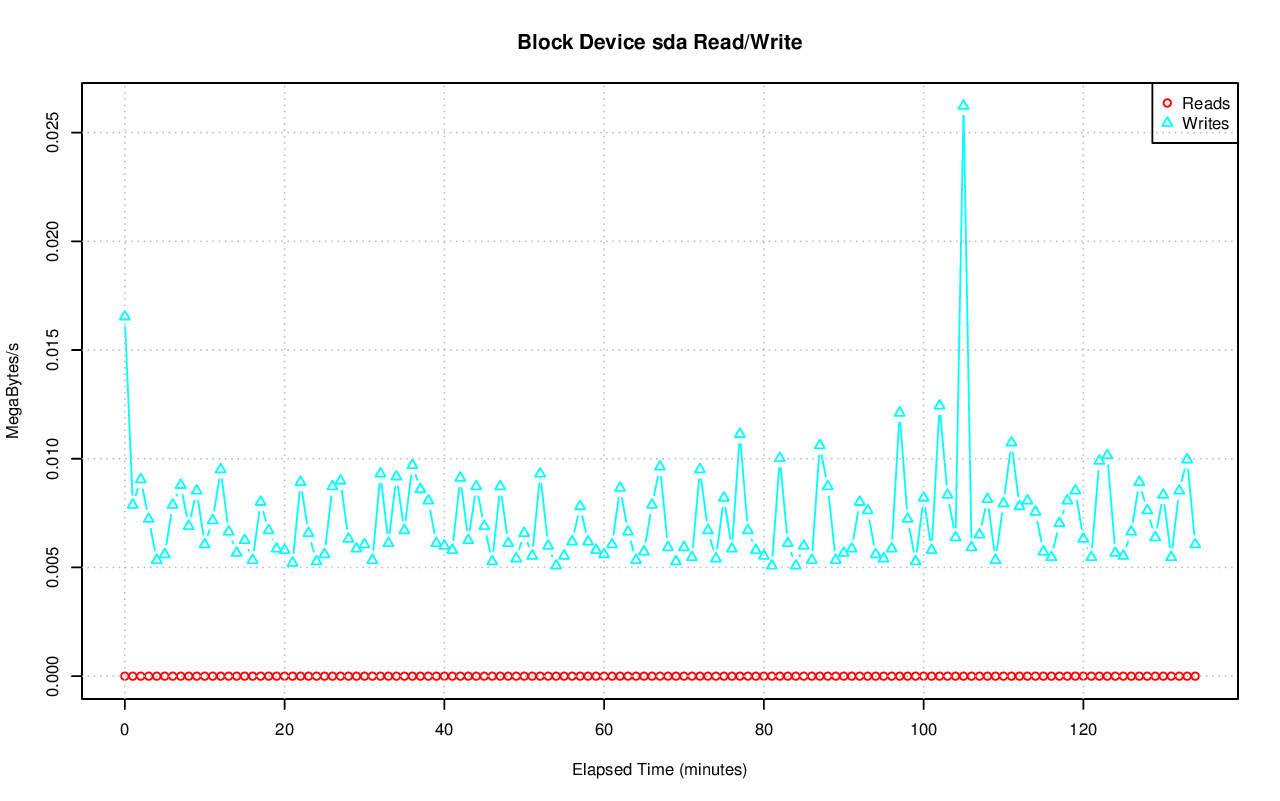 Block Device sda Read/Write
Reads
Writes
MegaBytes/s
0.025
0.020
0.015
0.010
0.005
0.000
0 20 40 60 80 100 120
Elapsed Time (minutes)